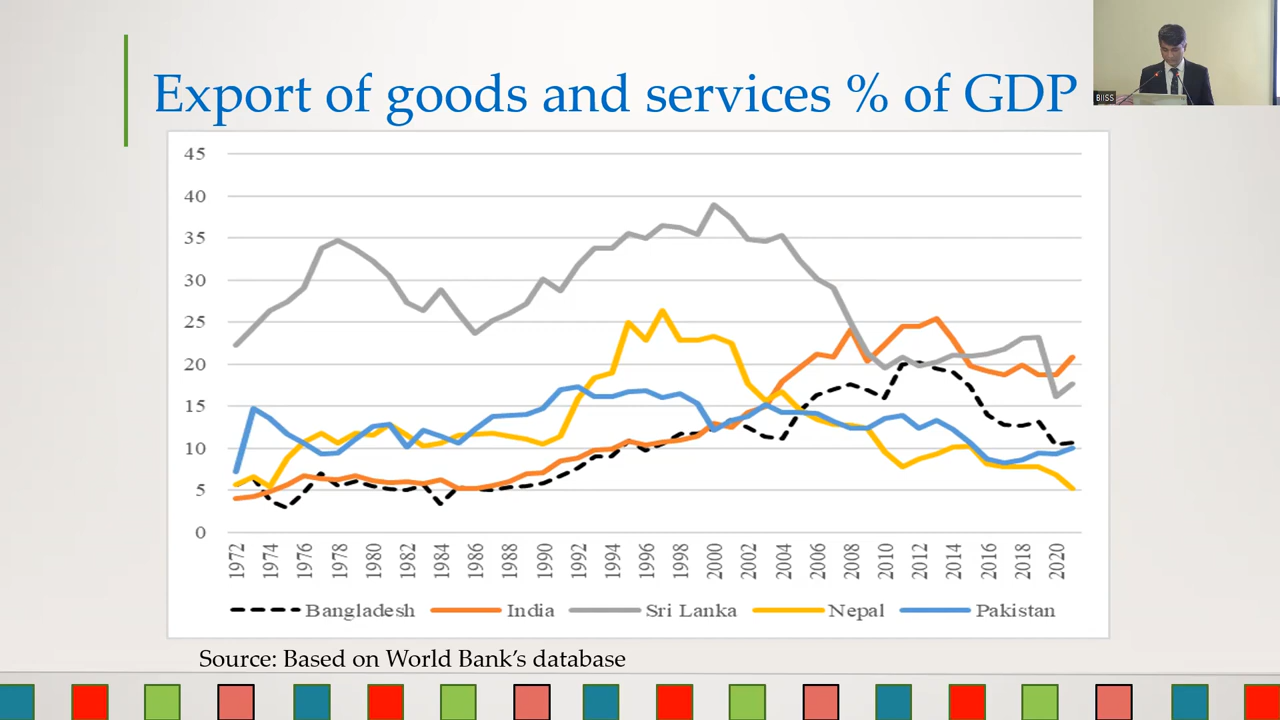 Export of goods and services % of GDP
BIISS
45
40
35
30
25
20
15
10
5
0
1972 1974 1976 1978 1980 1982 1984 1986 1988 1990 1992 1994 1996 1998 2000 2002 2004 2006 2008 2010 2012 2014 2016 2018 2020
Bangladesh India Sri Lanka Nepal Pakistan
Source: Based on World Bank's database